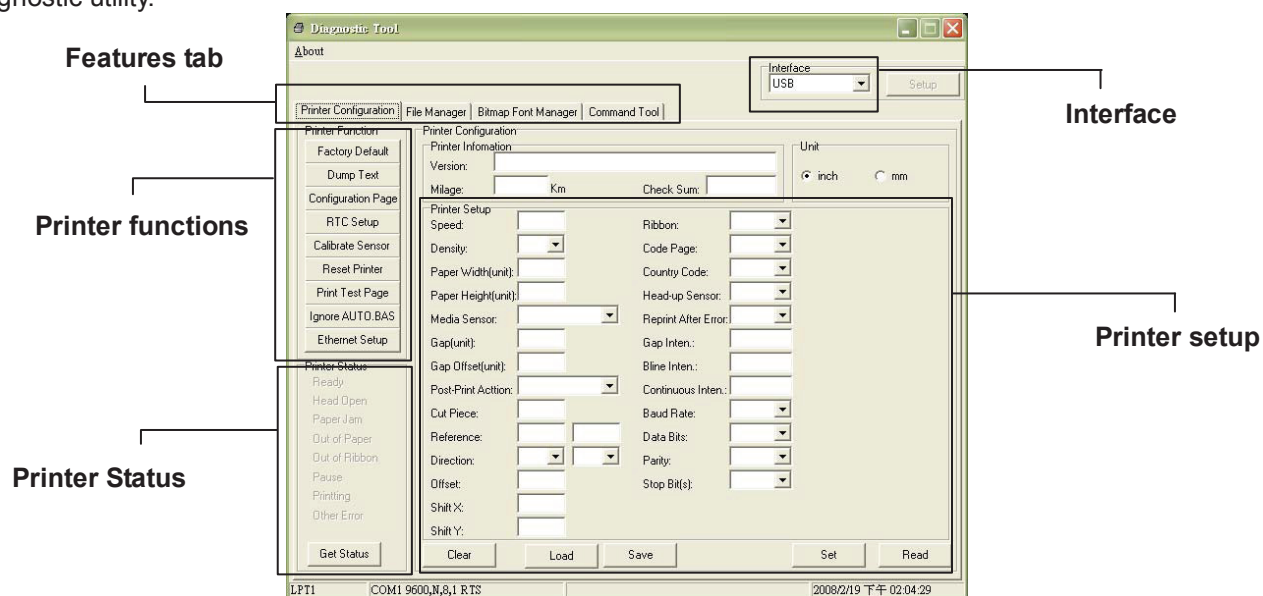 gnostic utility.
Diagnostic Tool
About
Features tab
Interface
USB
Setup
Interface
Printer Configuration File Manager Bitmap Font Manager Command Tool
Printer Function
Factory Default
Dump Text
Configuration Page
RTC Setup
Calibrate Sensor
Reset Printer
Print Test Page
Ignore AUTO.BAS
Ethernet Setup
Printer functions
Printer Status
Ready
Head Open
Paper Jam
Out of Paper
Out of Ribbon
Pause
Printting
Other Error
Get Status
Printer Status
Printer Configuration
Printer Infomation
Version:
Milage: Km Check Sum:
Unit
inch mm
Printer Setup
Speed: Ribbon:
Density: Code Page:
Paper Width(unit): Country Code:
Paper Height(unit): Head-up Sensor:
Media Sensor: Reprint After Error:
Gap(unit): Gap Inten.:
Gap Offset(unit): Bline Inten.:
Post-Print Acttion: Continuous Inten.:
Cut Piece: Baud Rate:
Reference: Data Bits:
Direction: Parity:
Offset: Stop Bit(s):
Shift X:
Shift Y:
Clear Load Save Set Read
Printer setup
LPT1 COM1 9600,N,8,1 RTS 2008/2/19 下午 02:04:29